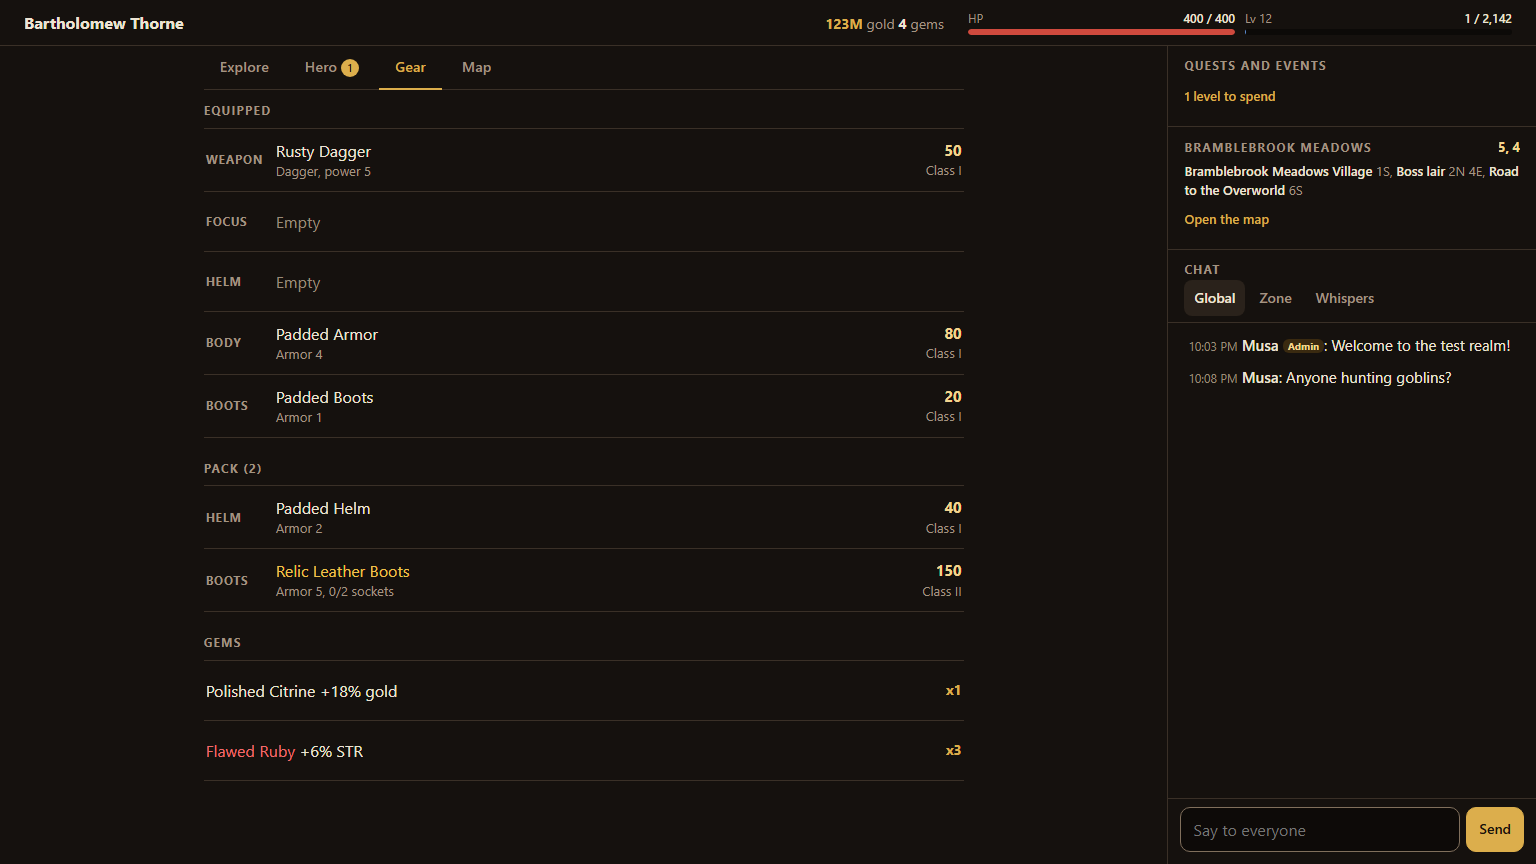 Bartholomew Thorne
123M gold 4 gems
HP 400 / 400
Lv 12 1 / 2,142
Explore
Hero 1
Gear
Map
EQUIPPED
WEAPON
Rusty Dagger
Dagger, power 5
50
Class I
FOCUS
Empty
HELM
Empty
BODY
Padded Armor
Armor 4
80
Class I
BOOTS
Padded Boots
Armor 1
20
Class I
PACK (2)
HELM
Padded Helm
Armor 2
40
Class I
BOOTS
Relic Leather Boots
Armor 5, 0/2 sockets
150
Class II
GEMS
Polished Citrine +18% gold
x1
Flawed Ruby +6% STR
x3
QUESTS AND EVENTS
1 level to spend
BRAMBLEBROOK MEADOWS 5, 4
Bramblebrook Meadows Village 1S, Boss lair 2N 4E, Road
to the Overworld 6S
Open the map
CHAT
Global
Zone
Whispers
10:03 PM Musa Admin: Welcome to the test realm!
10:08 PM Musa: Anyone hunting goblins?
Say to everyone
Send